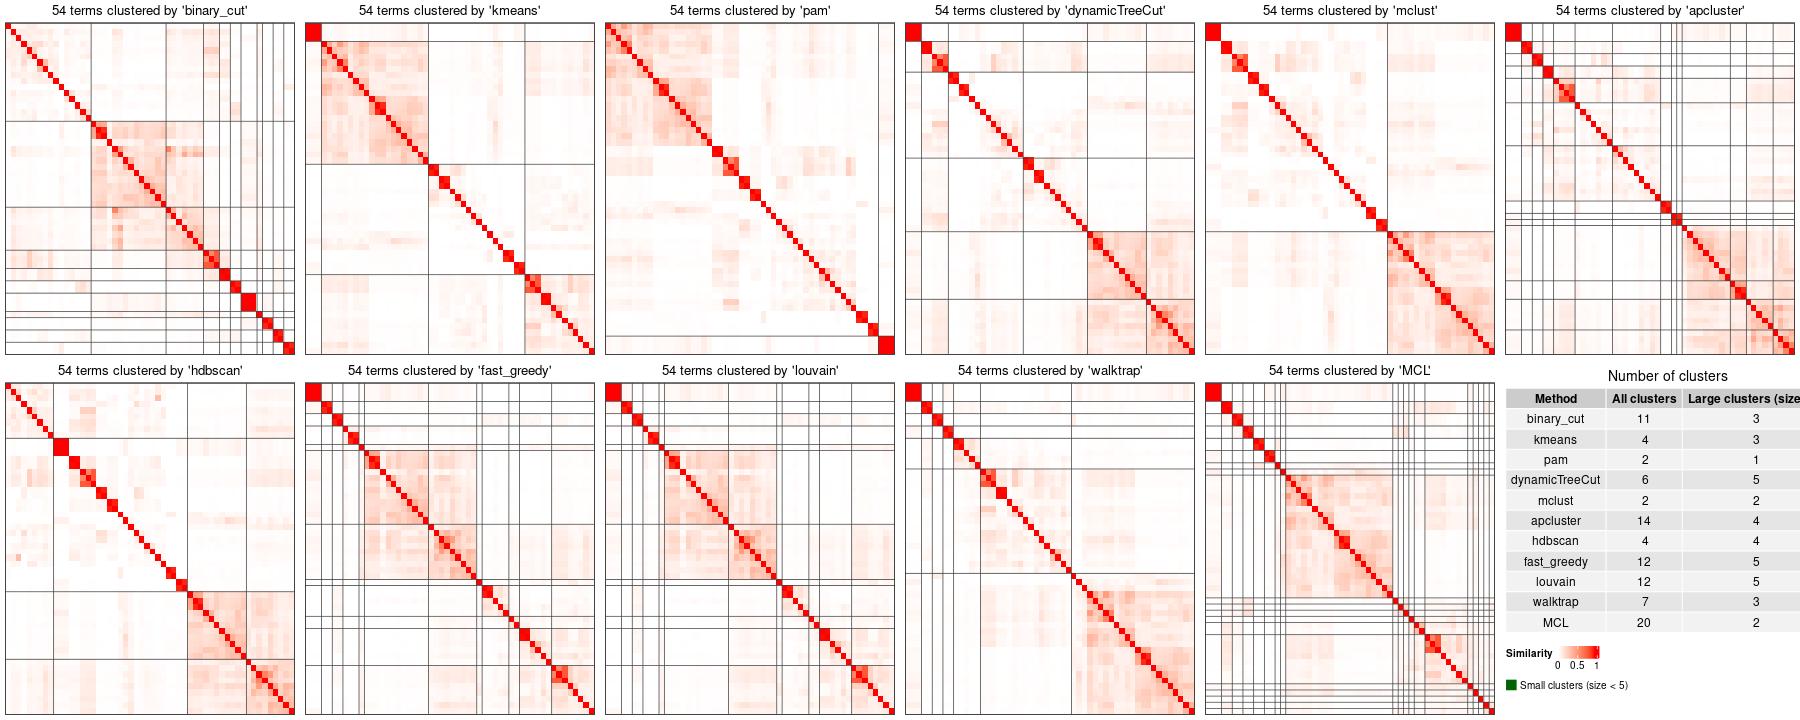 54 terms clustered by 'binary_cut'
54 terms clustered by 'kmeans'
54 terms clustered by 'pam'
54 terms clustered by 'dynamicTreeCut'
54 terms clustered by 'mclust'
54 terms clustered by 'apcluster'
54 terms clustered by 'hdbscan'
54 terms clustered by 'fast_greedy'
54 terms clustered by 'louvain'
54 terms clustered by 'walktrap'
54 terms clustered by 'MCL'
Number of clusters
Method All clusters Large clusters (size
binary_cut 11 3
kmeans 4 3
pam 2 1
dynamicTreeCut 6 5
mclust 2 2
apcluster 14 4
hdbscan 4 4
fast_greedy 12 5
louvain 12 5
walktrap 7 3
MCL 20 2
Similarity
0 0.5 1
Small clusters (size < 5)